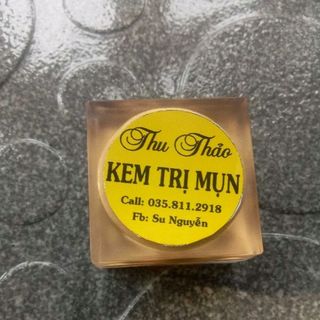 Thu Thảo
KEM TRỊ MỤN
Call: 035.811.2918
Fb: Su Nguyễn